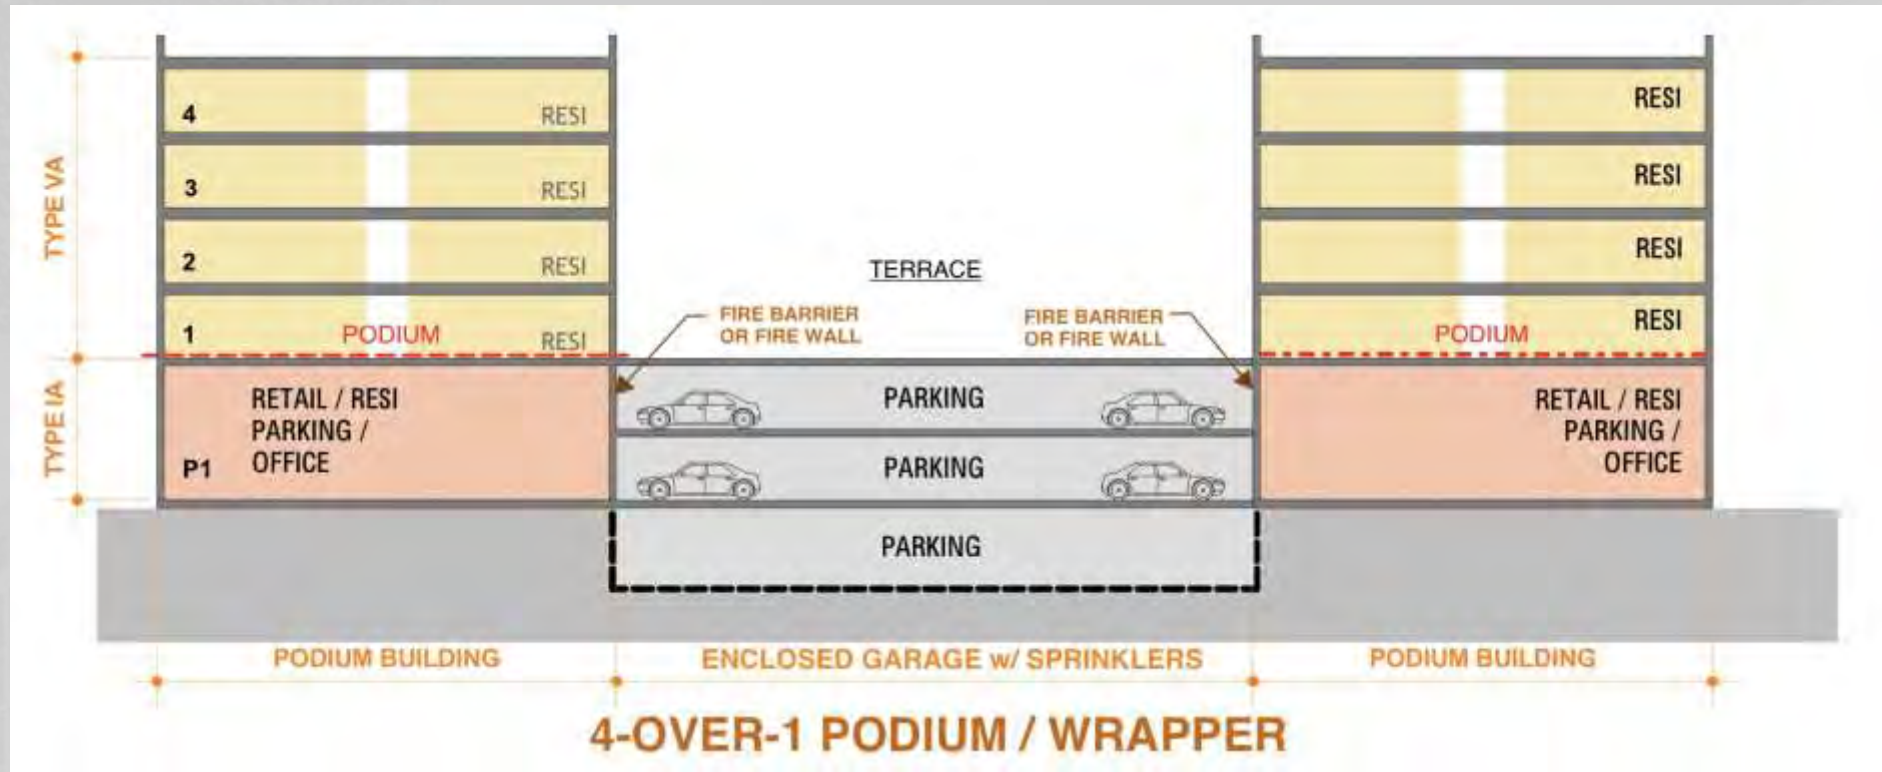 TYPE VA
TYPE IA
4
RESI
3
RESI
2
RESI
1
PODIUM
RESI
RETAIL / RESI
PARKING /
OFFICE
P1
TERRACE
FIRE BARRIER
OR FIRE WALL
FIRE BARRIER
OR FIRE WALL
PARKING
PARKING
PARKING
RESI
RESI
RESI
RESI
PODIUM
RETAIL / RESI
PARKING /
OFFICE
PODIUM BUILDING
ENCLOSED GARAGE w/ SPRINKLERS
PODIUM BUILDING
4-OVER-1 PODIUM / WRAPPER